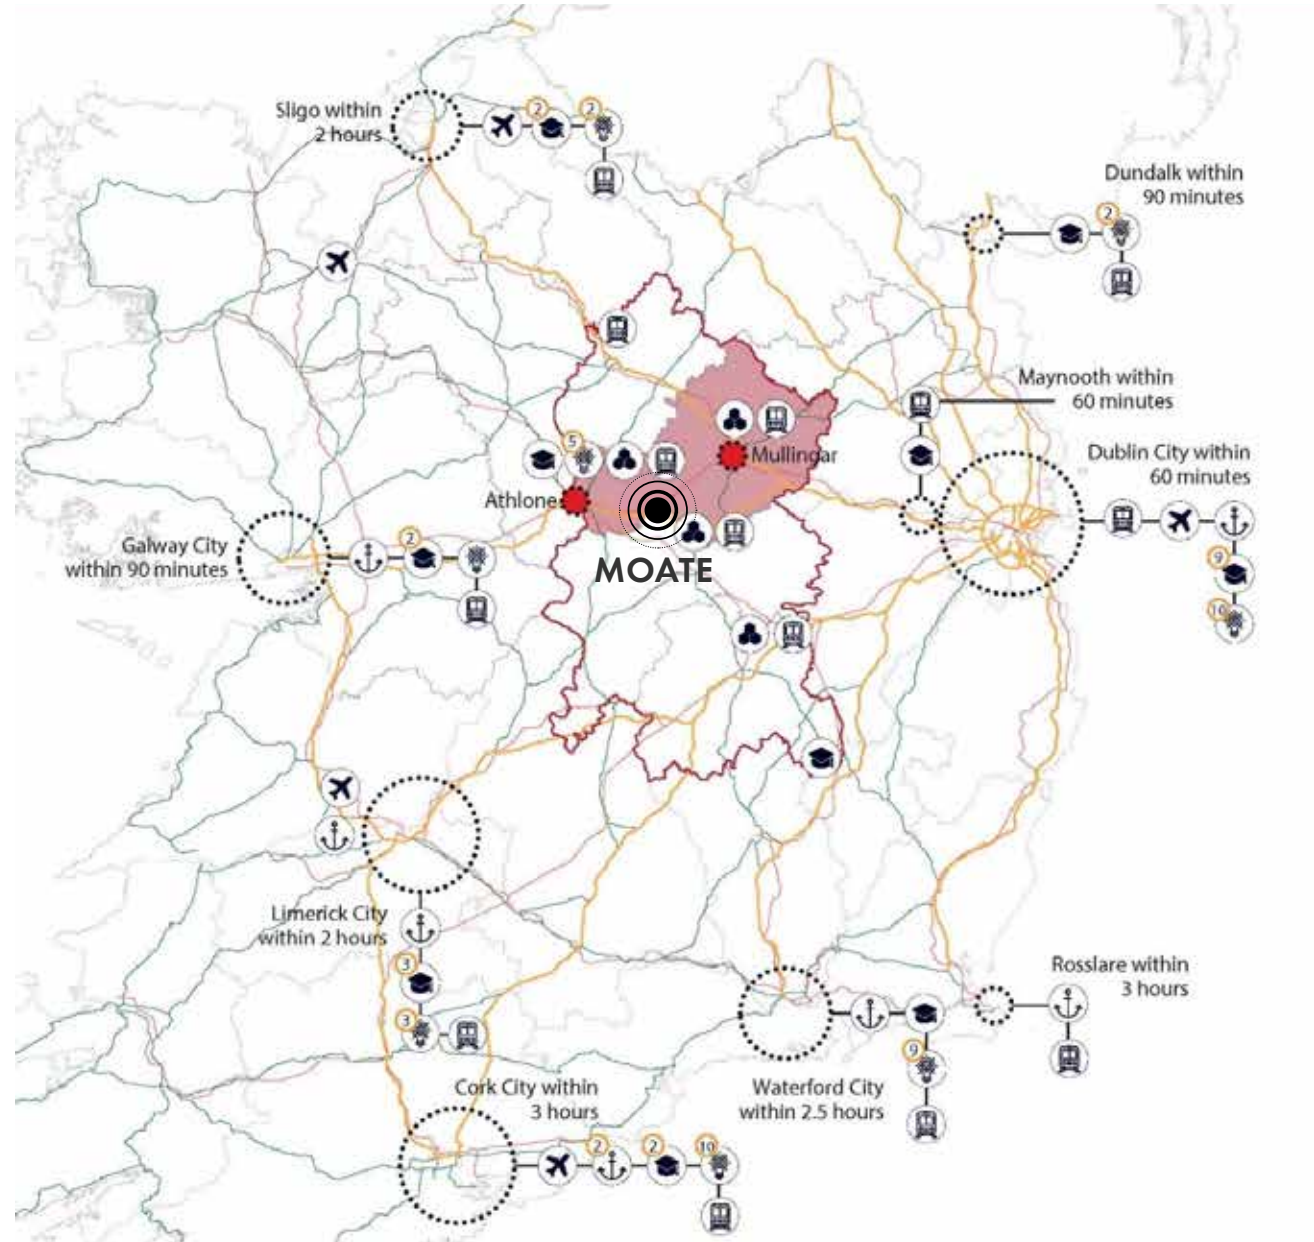 Sligo within
2 hours
2
2
Dundalk within
90 minutes
2
Maynooth within
60 minutes
Dublin City within
60 minutes
5
Mullingar
Athlone
MOATE
Galway City
within 90 minutes
2
9
10
Limerick City
within 2 hours
3
3
Rosslare within
3 hours
Waterford City
within 2.5 hours
9
Cork City within
3 hours
2
2
10